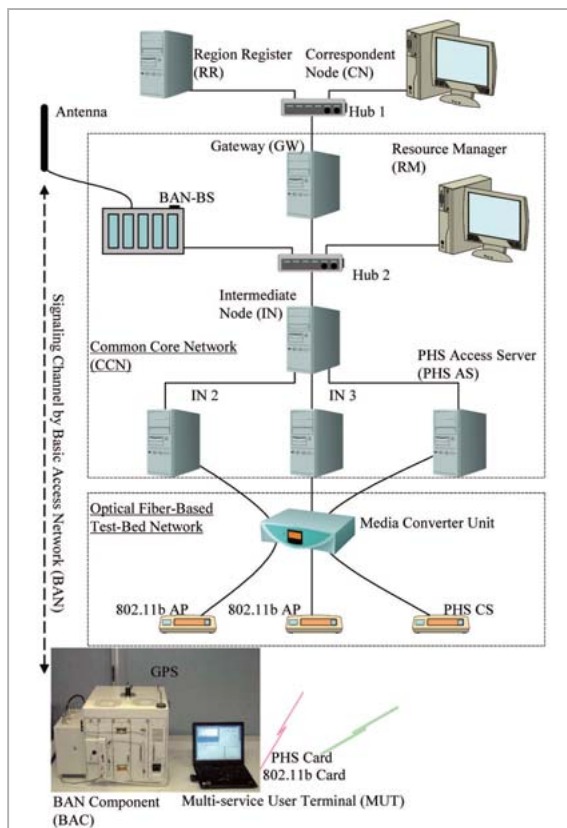 Region Register
(RR)
Correspondent
Node (CN)
Antenna
Hub 1
Gateway (GW)
Resource Manager
(RM)
BAN-BS
Hub 2
Intermediate
Node (IN)
Common Core Network
(CCN)
PHS Access Server
(PHS AS)
IN 2
IN 3
Signaling Channel by Basic Access Network (BAN)
Optical Fiber-Based
Test-Bed Network
Media Converter Unit
802.11b AP
802.11b AP
PHS CS
GPS
PHS Card
802.11b Card
BAN Component
(BAC)
Multi-service User Terminal (MUT)